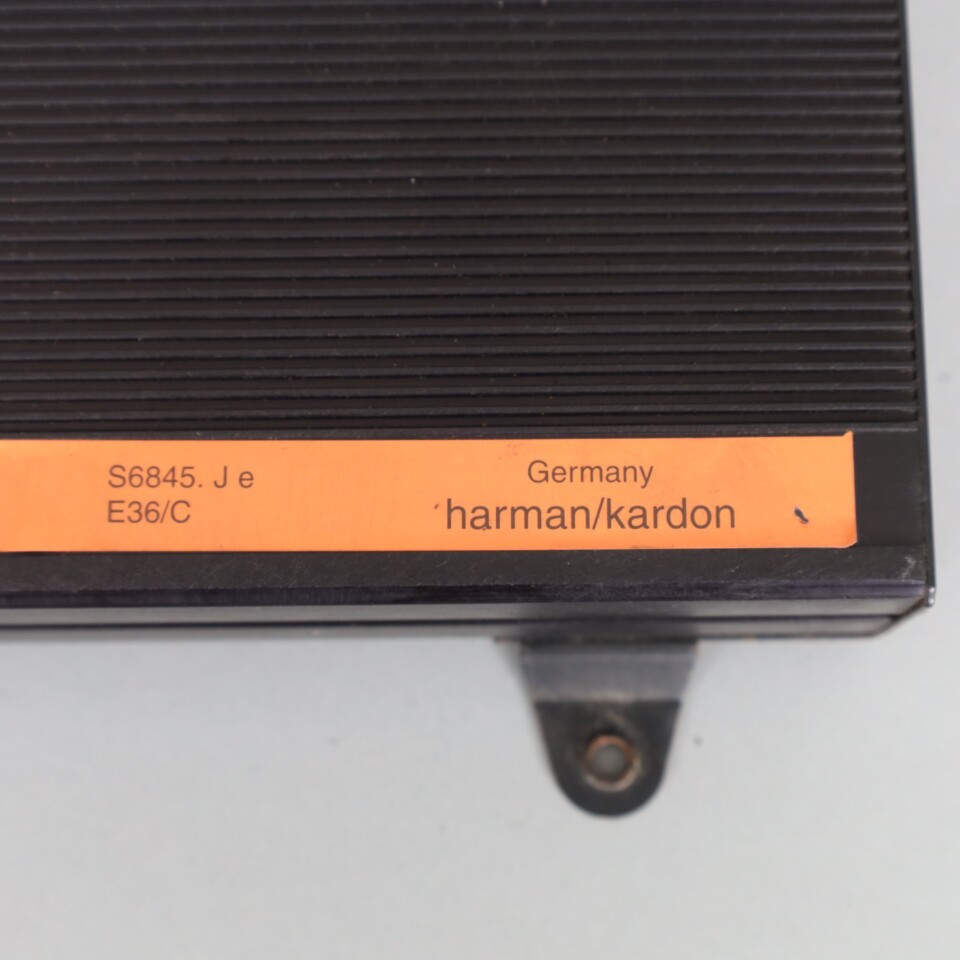 S6845. J e
E36/C
Germany
harman/kardon